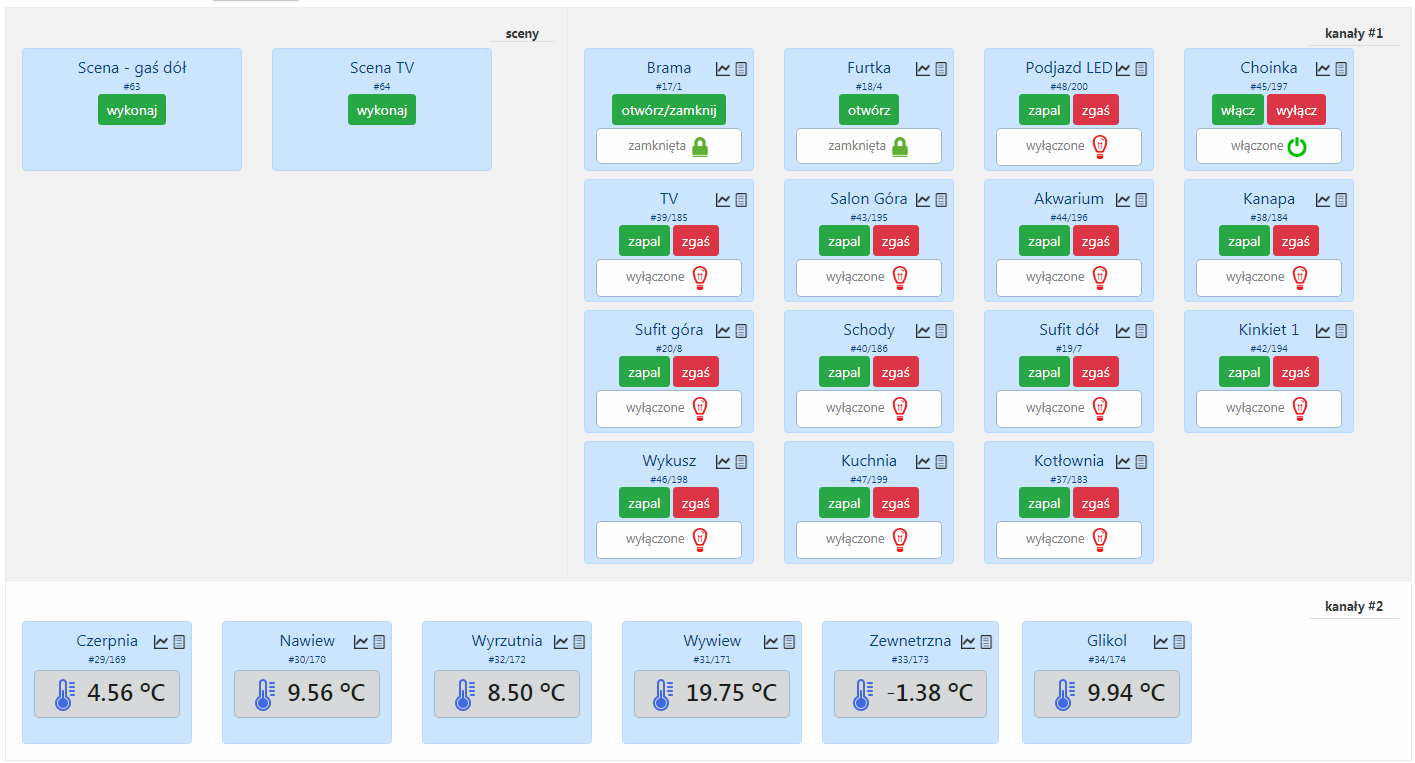 sceny
Scena - gaś dół
#63
wykonaj
Scena TV
#64
wykonaj
kanały #1
Brama
#17/1
otwórz/zamknij
zamknięta
Furtka
#18/4
otwórz
zamknięta
Podjazd LED
#48/200
zapal zgaś
wyłączone
Choinka
#45/197
włącz wyłącz
włączone
TV
#39/185
zapal zgaś
wyłączone
Salon Góra
#43/195
zapal zgaś
wyłączone
Akwarium
#44/196
zapal zgaś
wyłączone
Kanapa
#38/184
zapal zgaś
wyłączone
Sufit góra
#20/8
zapal zgaś
wyłączone
Schody
#40/186
zapal zgaś
wyłączone
Sufit dół
#19/7
zapal zgaś
wyłączone
Kinkiet 1
#42/194
zapal zgaś
wyłączone
Wykusz
#46/198
zapal zgaś
wyłączone
Kuchnia
#47/199
zapal zgaś
wyłączone
Kotłownia
#37/183
zapal zgaś
wyłączone
kanały #2
Czerpnia
#29/169
4.56 °C
Nawiew
#30/170
9.56 °C
Wyrzutnia
#32/172
8.50 °C
Wywiew
#31/171
19.75 °C
Zewnetrzna
#33/173
-1.38 °C
Glikol
#34/174
9.94 °C